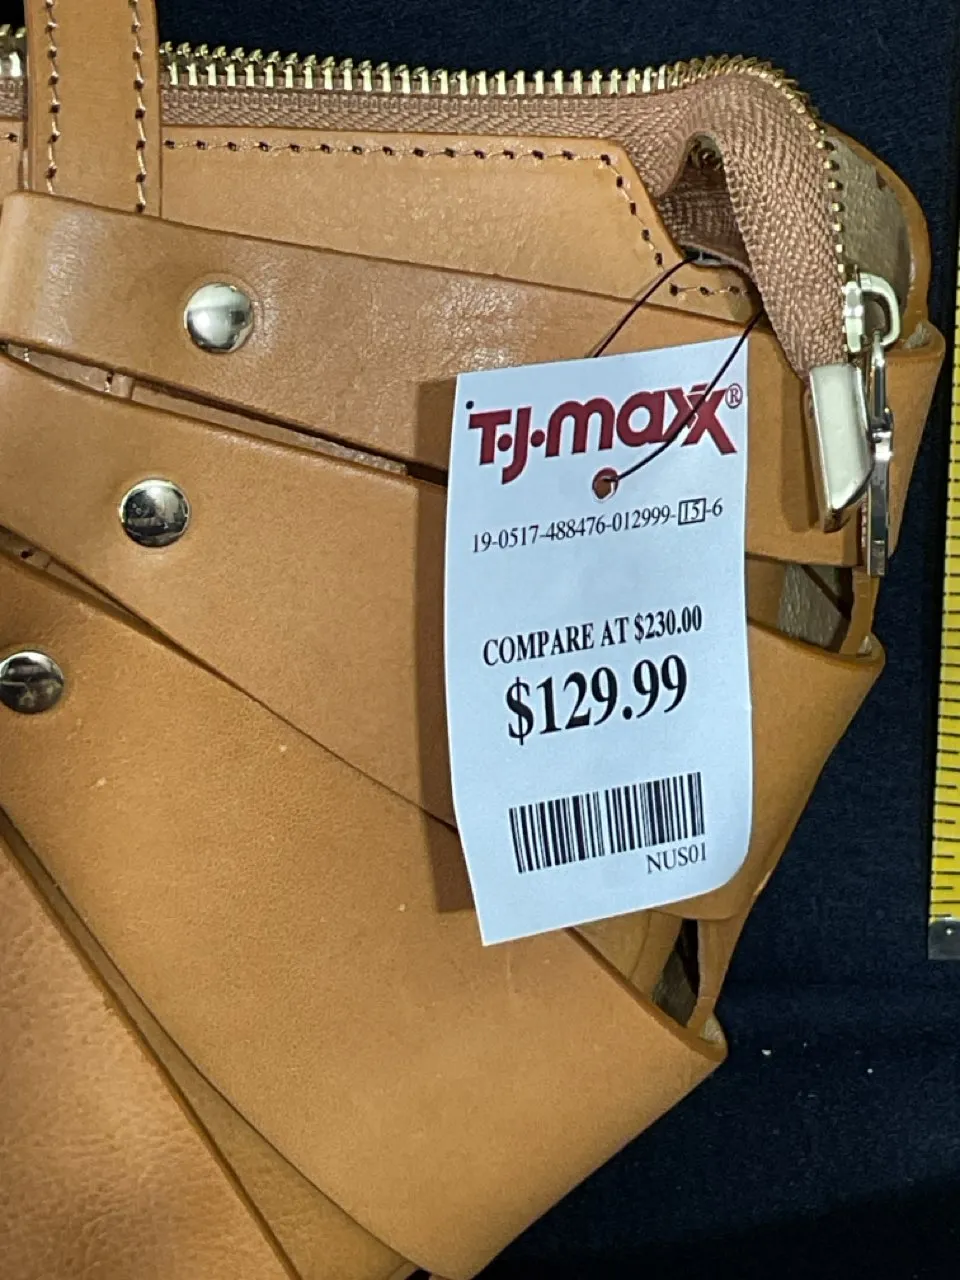 T·J·maxx®
19-0517-488476-012999-15-6
COMPARE AT $230.00
$129.99
NUS01